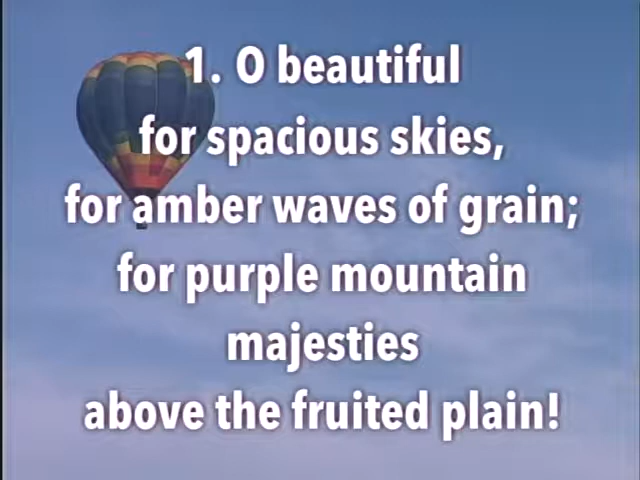 1. O beautiful
for spacious skies,
for amber waves of grain;
for purple mountain
majesties
above the fruited plain!